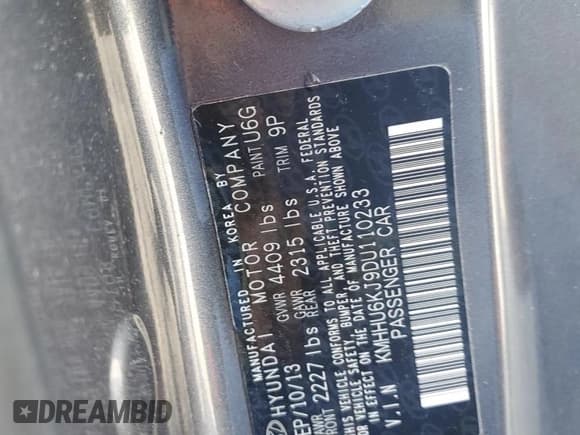 MANUFACTURED IN KOREA BY
HYUNDAI MOTOR COMPANY
EP/10/13 GVWR 4409 lbs PAINT U6G
GAWR FRONT 2227 lbs GAWR REAR 2315 lbs TRIM 9P
THIS VEHICLE CONFORMS TO ALL APPLICABLE U.S.A. FEDERAL
MOTOR VEHICLE SAFETY, BUMPER, AND THEFT PREVENTION STANDARDS
IN EFFECT ON THE DATE OF MANUFACTURE SHOWN ABOVE
V.I.N KMHHU6KJ9DU110233
PASSENGER CAR
DREAMBID